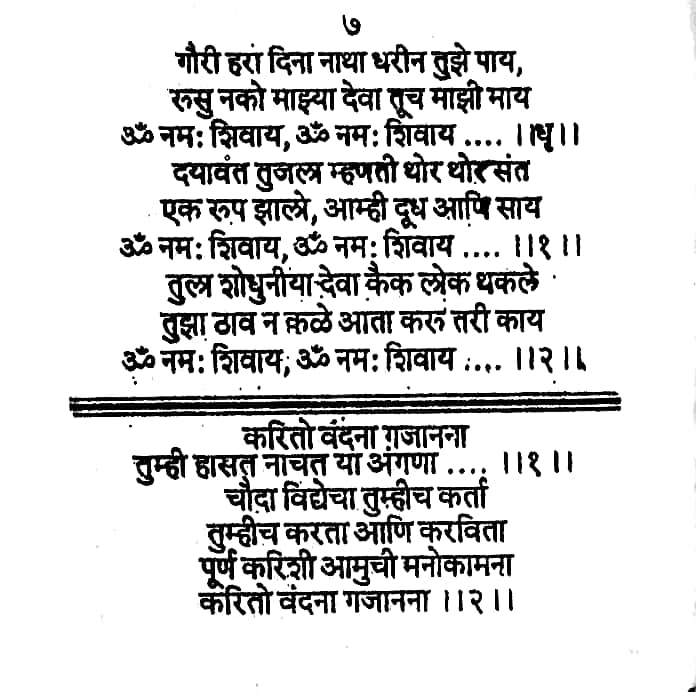 ७
गौरी हरा दिना नाथा धरीन तुझे पाय,
रुसु नको माझ्या देवा तूच माझी माय
ॐ नमः शिवाय, ॐ नमः शिवाय .... ।।धृ।।
दयावंत तुजला म्हणती थोर थोर संत
एक रुप झालो, आम्ही दूध आणि साय
ॐ नमः शिवाय, ॐ नमः शिवाय .... ।।१।।
तुला शोधुनीया देवा कैक लोक थकले
तुझा ठाव न कळे आता करु तरी काय
ॐ नमः शिवाय, ॐ नमः शिवाय .... ।।२।।
करितो वंदना गजानना
तुम्ही हासत नाचत या अंगणा .... ।।१।।
चौदा विद्येचा तुम्हीच कर्ता
तुम्हीच करता आणि करविता
पूर्ण करिशी आमुची मनोकामना
करितो वंदना गजानना ।।२।।